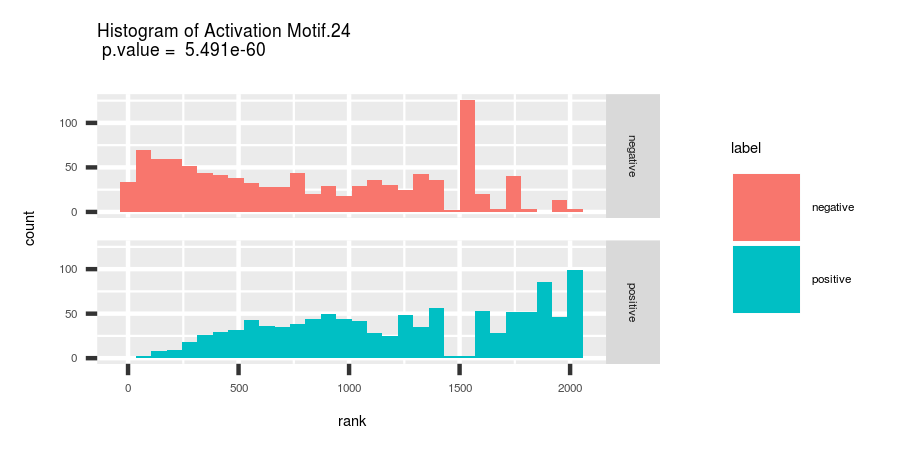 Histogram of Activation Motif.24
p.value = 5.491e-60
count
100
50
0
negative
100
50
0
positive
0 500 1000 1500 2000
rank
label
negative
positive